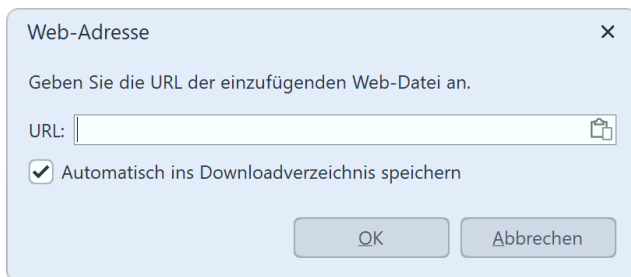 Web-Adresse
Geben Sie die URL der einzufügenden Web-Datei an.
URL:
Automatisch ins Downloadverzeichnis speichern
OK Abbrechen